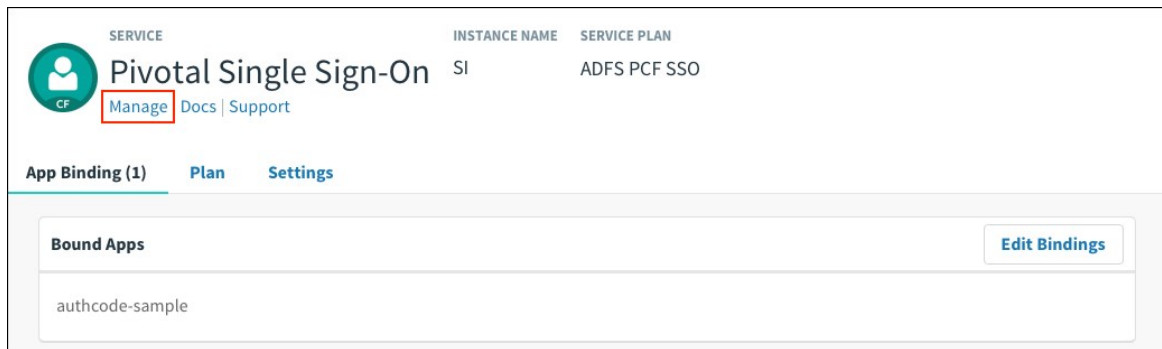 SERVICE
Pivotal Single Sign-On
CF
Manage | Docs | Support
INSTANCE NAME
SI
SERVICE PLAN
ADFS PCF SSO
App Binding (1) Plan Settings
Bound Apps Edit Bindings
authcode-sample